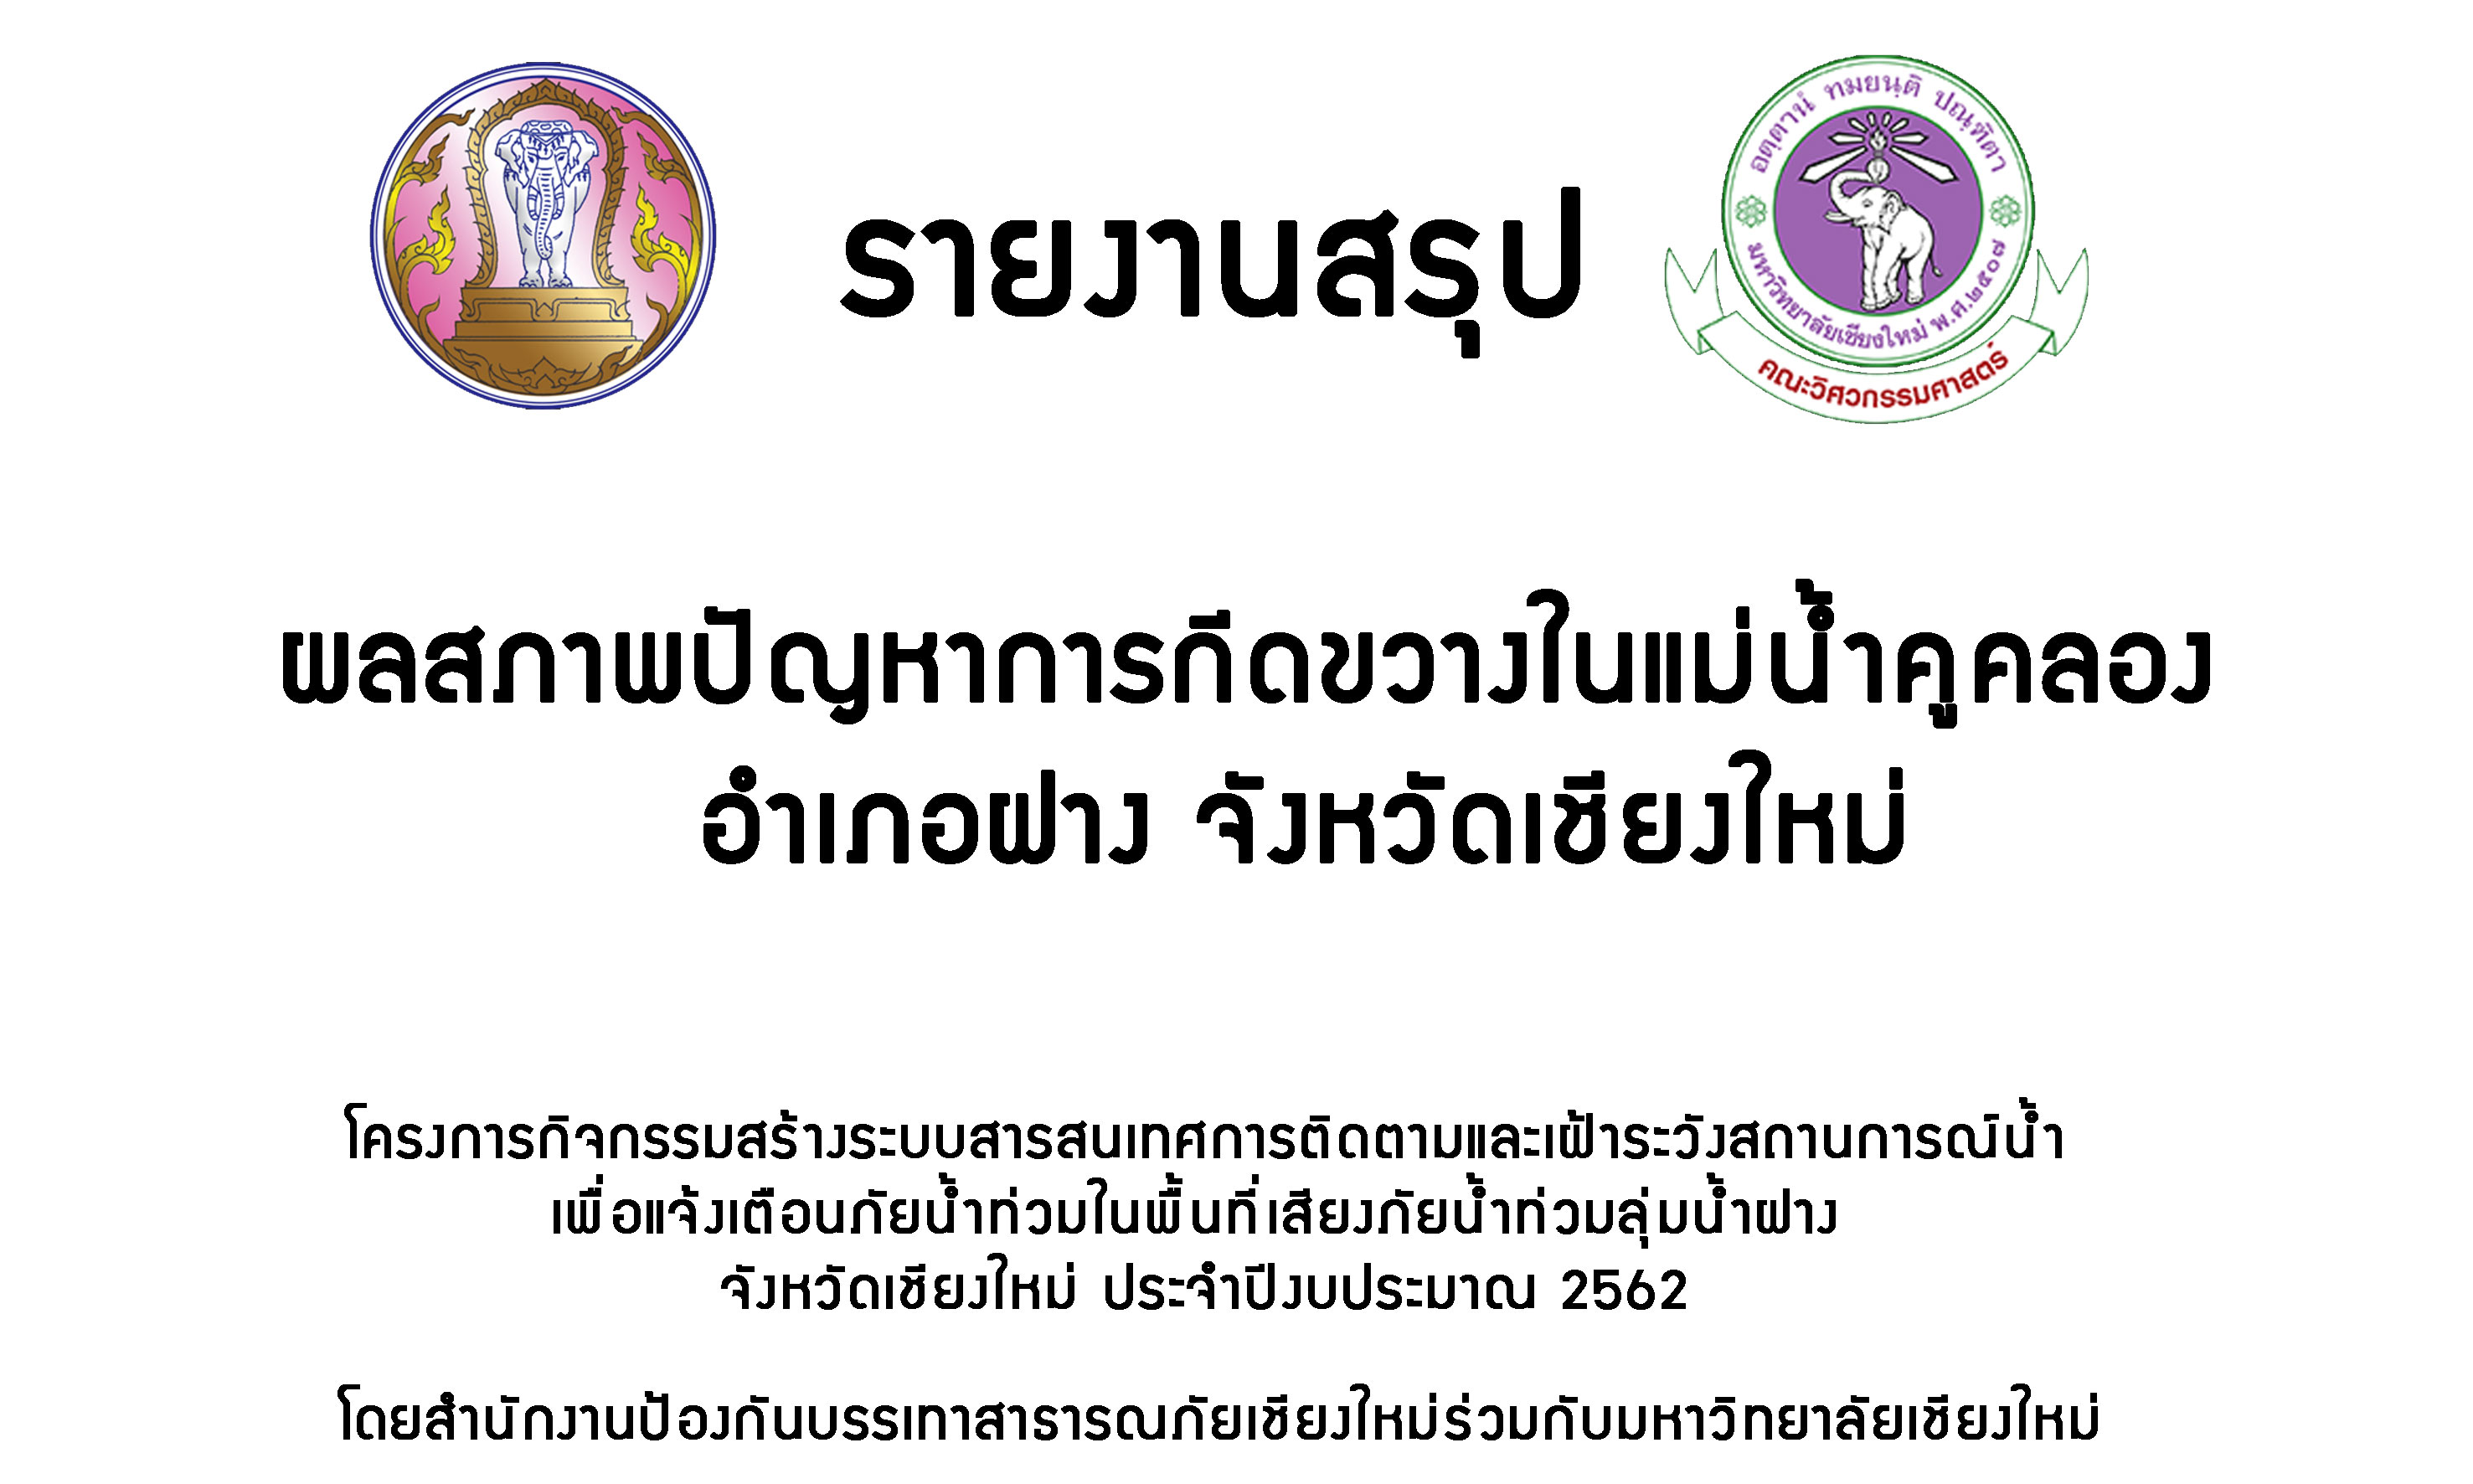 รายงานสรุป
อตฺตานํ ทมยนฺติ ปณฺฑิตา
มหาวิทยาลัยเชียงใหม่ พ.ศ.๒๕๐๗
คณะวิศวกรรมศาสตร์
ผลสภาพปัญหาการกีดขวางในแม่น้ำคูคลอง
อำเภอฝาง จังหวัดเชียงใหม่
โครงการกิจกรรมสร้างระบบสารสนเทศการติดตามและเฝ้าระวังสถานการณ์น้ำ
เพื่อแจ้งเตือนภัยน้ำท่วมในพื้นที่เสียงภัยน้ำท่วมลุ่มน้ำฝาง
จังหวัดเชียงใหม่ ประจำปีงบประมาณ 2562
โดยสำนักงานป้องกันบรรเทาสาธารณภัยเชียงใหม่ร่วมกับมหาวิทยาลัยเชียงใหม่